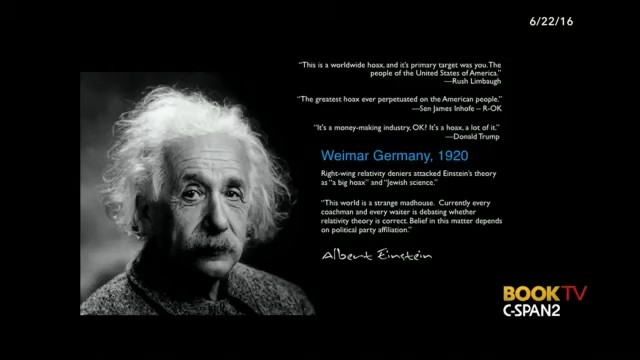 6/22/16
“This is a worldwide hoax, and it’s primary target was you. The
people of the United States of America.”
—Rush Limbaugh
“The greatest hoax ever perpetuated on the American people.”
—Sen James Inhofe – R-OK
“It’s a money-making industry, OK? It’s a hoax, a lot of it.”
—Donald Trump
Weimar Germany, 1920
Right-wing relativity deniers attacked Einstein’s theory
as “a big hoax” and “Jewish science.”
“This world is a strange madhouse. Currently every
coachman and every waiter is debating whether
relativity theory is correct. Belief in this matter depends
on political party affiliation.”
Albert Einstein
BOOK TV
C-SPAN2